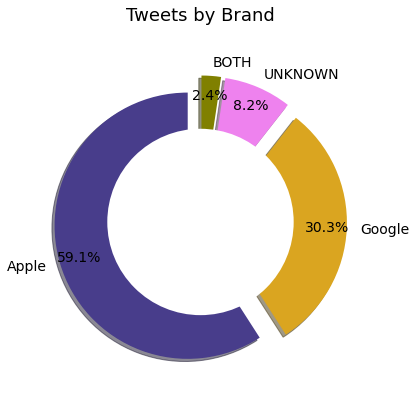 Tweets by Brand
BOTH
UNKNOWN
2.4%
8.2%
30.3%
Google
59.1%
Apple